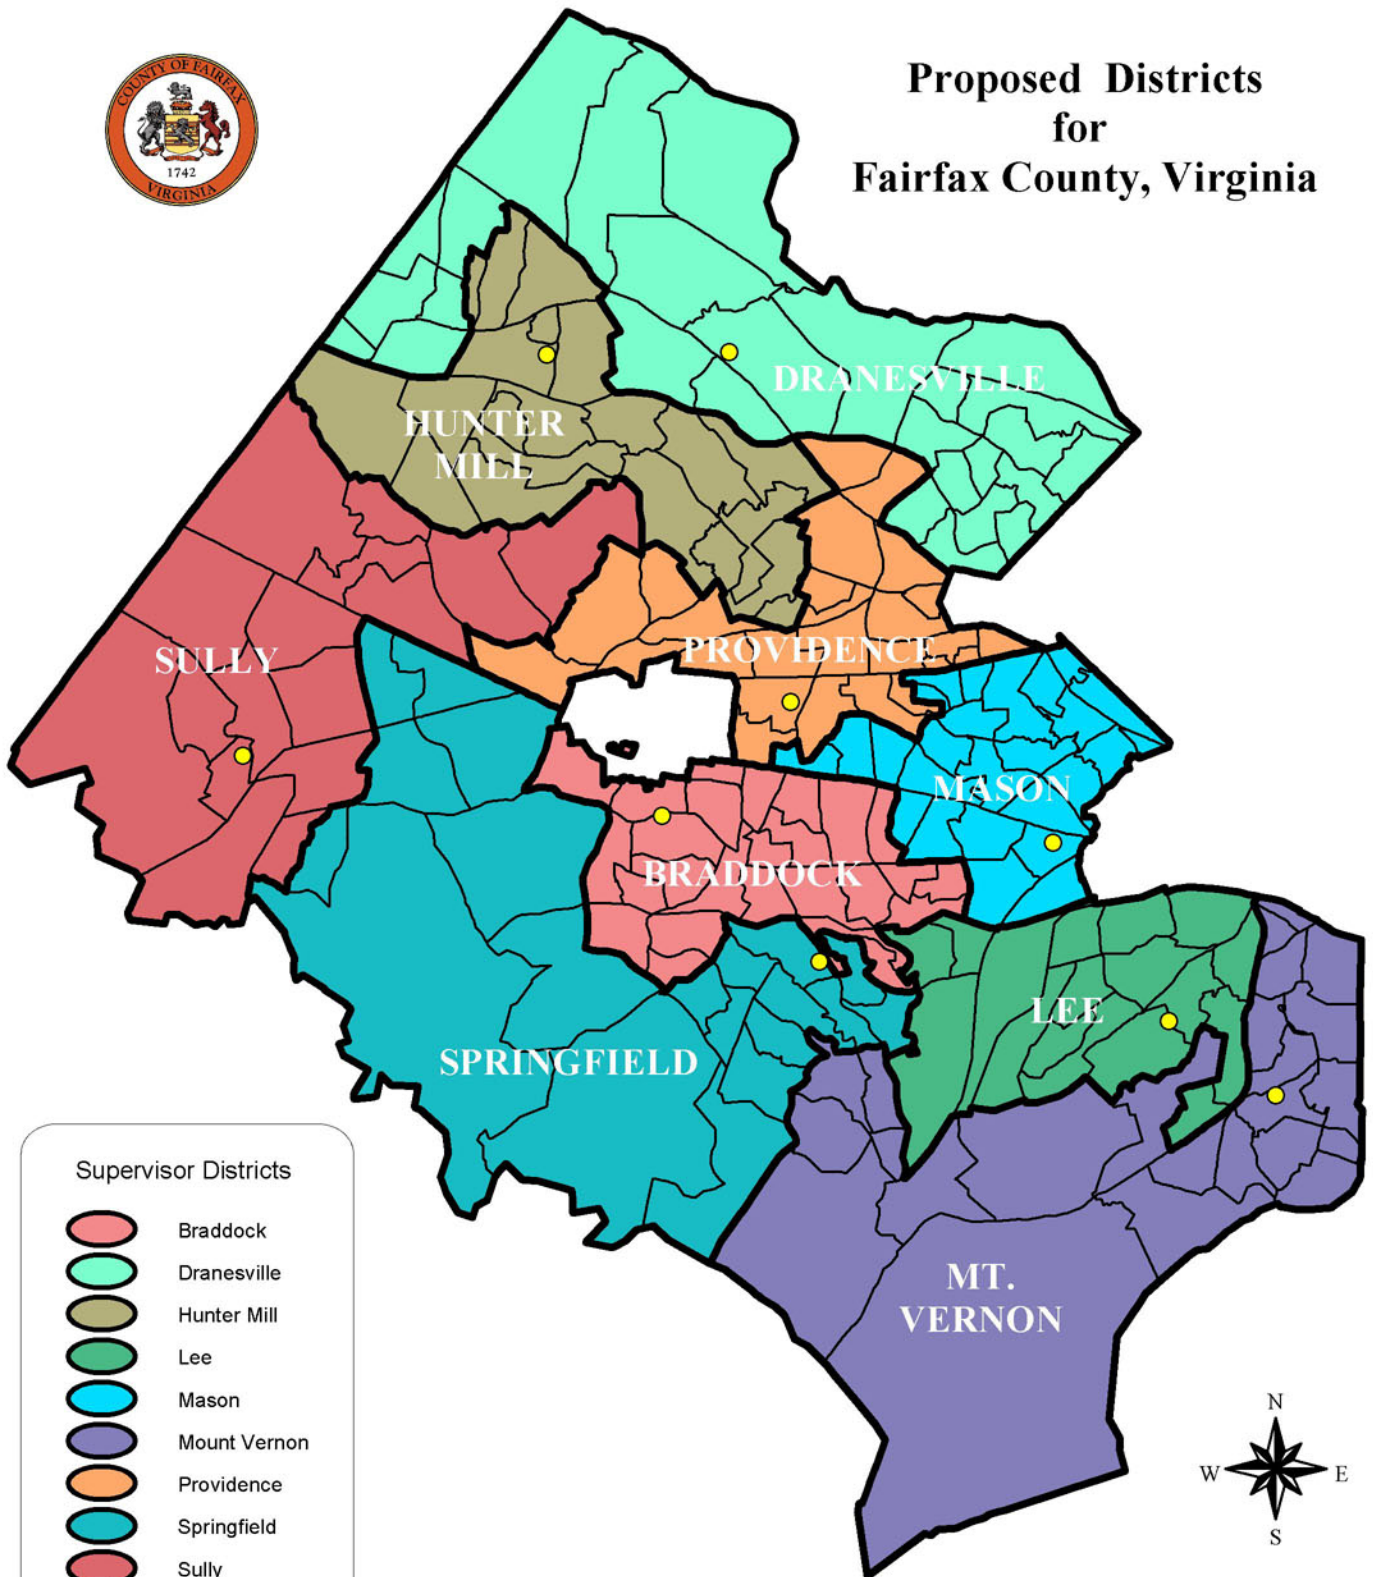 COUNTY OF FAIRFAX
1742
VIRGINIA
Proposed Districts
for
Fairfax County, Virginia
DRANESVILLE
HUNTER
MILL
PROVIDENCE
SULLY
MASON
BRADDOCK
LEE
SPRINGFIELD
MT.
VERNON
Supervisor Districts
Braddock
Dranesville
Hunter Mill
Lee
Mason
Mount Vernon
Providence
Springfield
Sully
N
W E
S